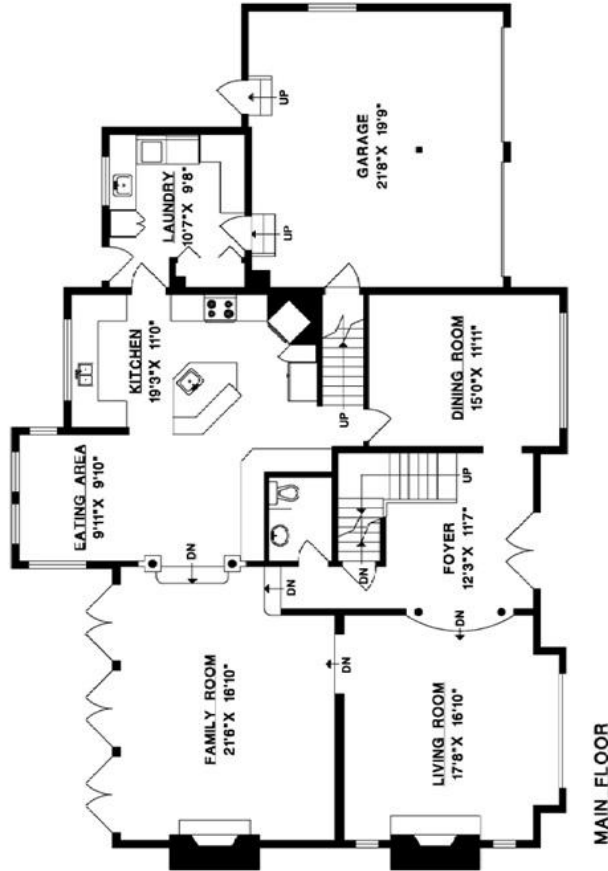 GARAGE
21'8"X 19'9"
UP
LAUNDRY
10'7"X 9'8"
UP
KITCHEN
19'3"X 11'0"
EATING AREA
9'11"X 9'10"
DINING ROOM
15'0"X 11'11"
UP
UP
DN
FOYER
12'3"X 11'7"
DN
DN
DN
DN
FAMILY ROOM
21'6"X 16'10"
LIVING ROOM
17'8"X 16'10"
MAIN FLOOR